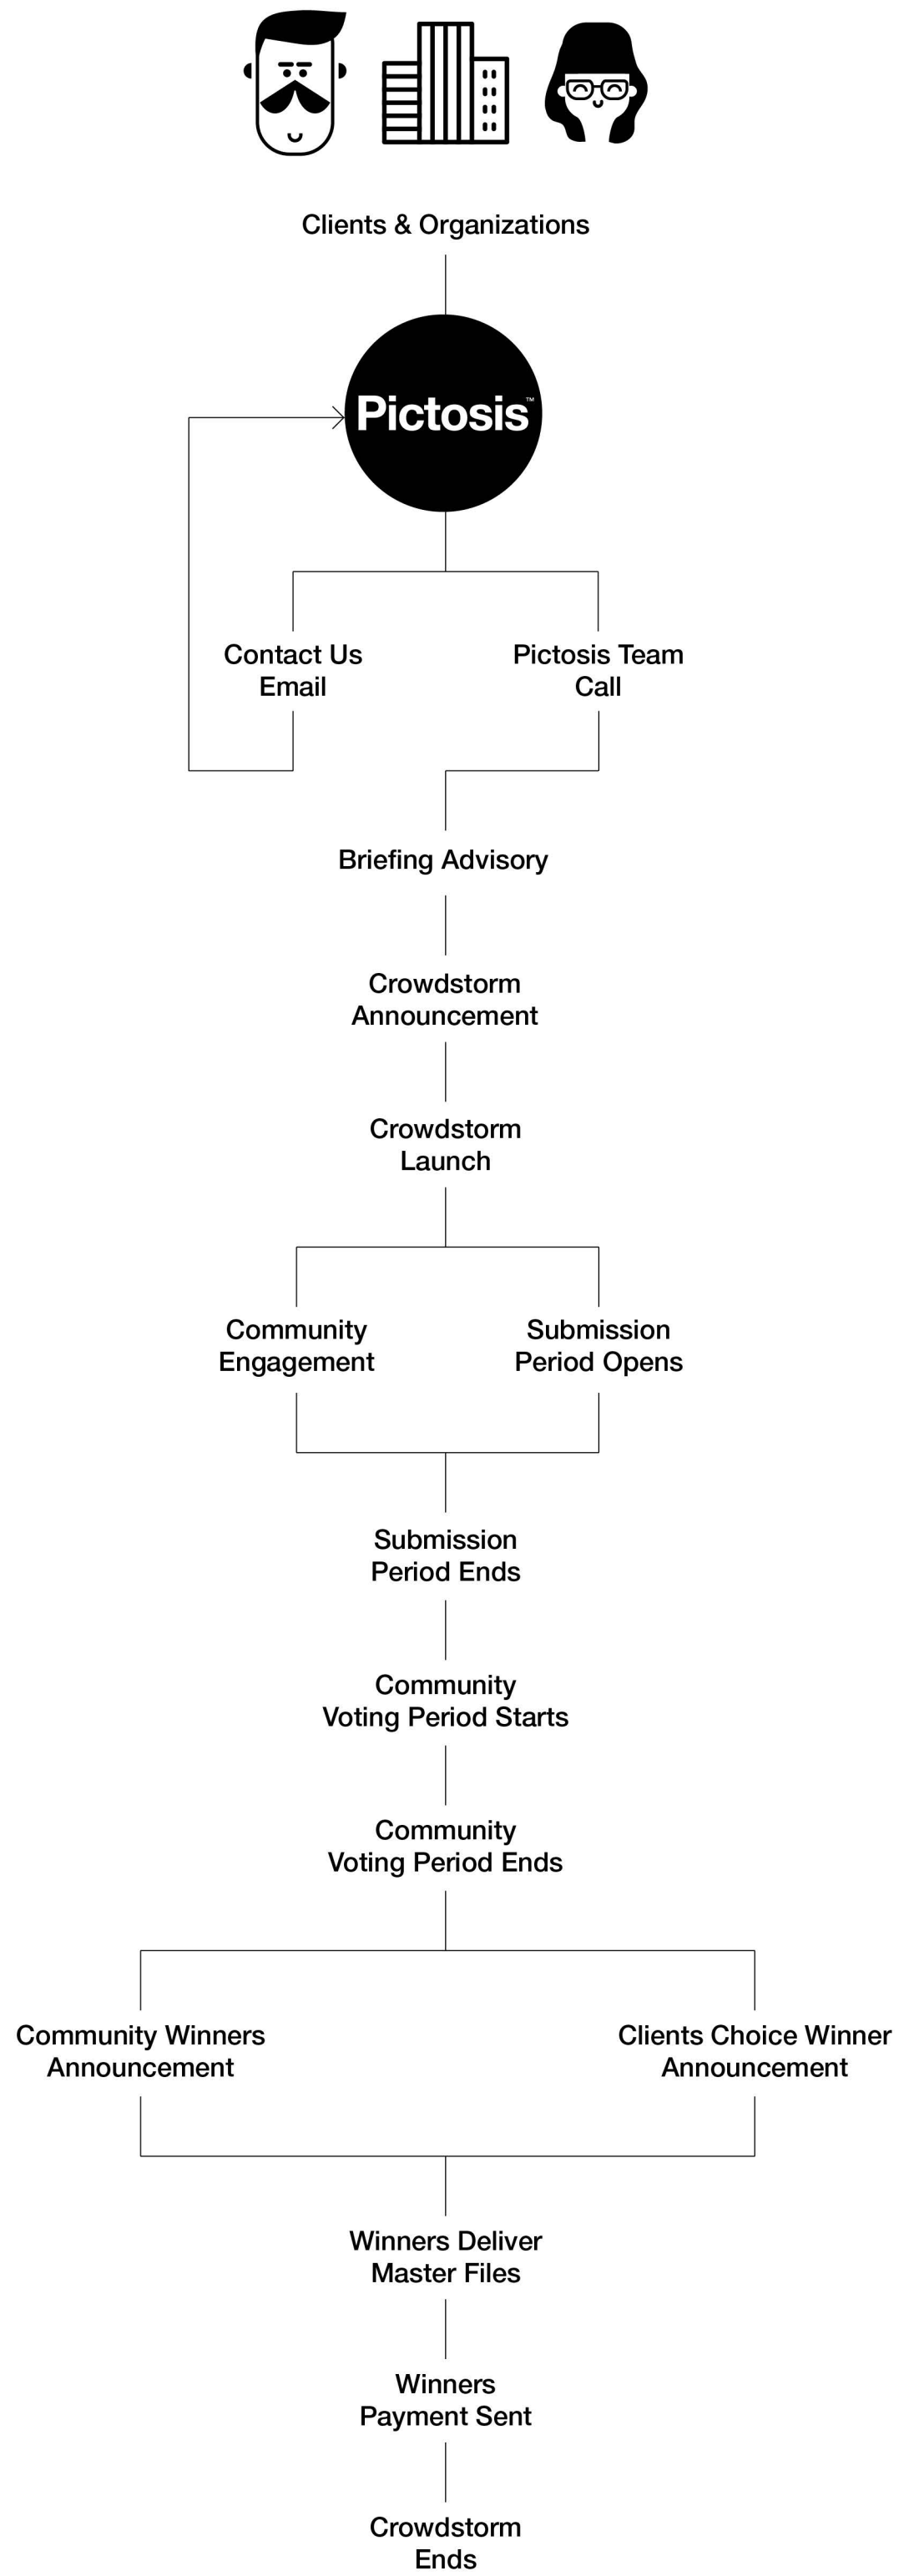 Clients & Organizations
Pictosis™
Contact Us
Email
Pictosis Team
Call
Briefing Advisory
Crowdstorm
Announcement
Crowdstorm
Launch
Community
Engagement
Submission
Period Opens
Submission
Period Ends
Community
Voting Period Starts
Community
Voting Period Ends
Community Winners
Announcement
Clients Choice Winner
Announcement
Winners Deliver
Master Files
Winners
Payment Sent
Crowdstorm
Ends